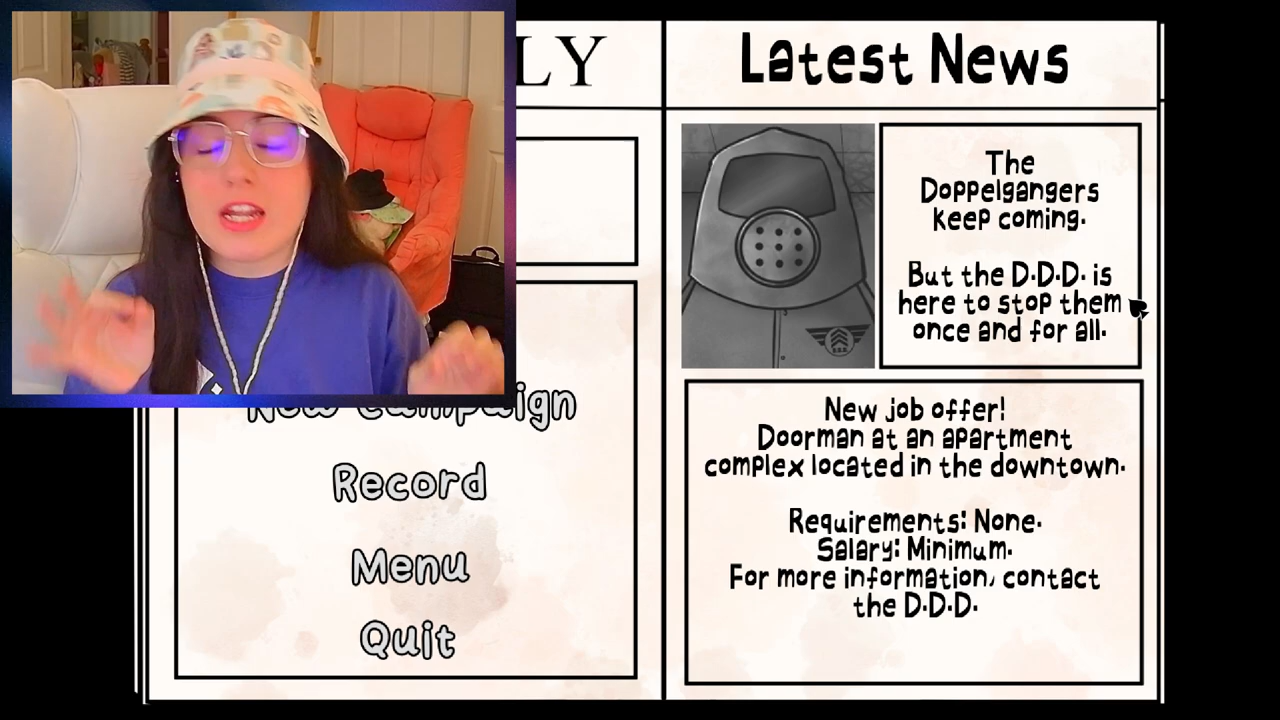 LY
New Campaign
Record
Menu
Quit
Latest News
The
Doppelgangers
keep coming.
But the D.D.D. is
here to stop them
once and for all.
New job offer!
Doorman at an apartment
complex located in the downtown.
Requirements: None.
Salary: Minimum.
For more information, contact
the D.D.D.